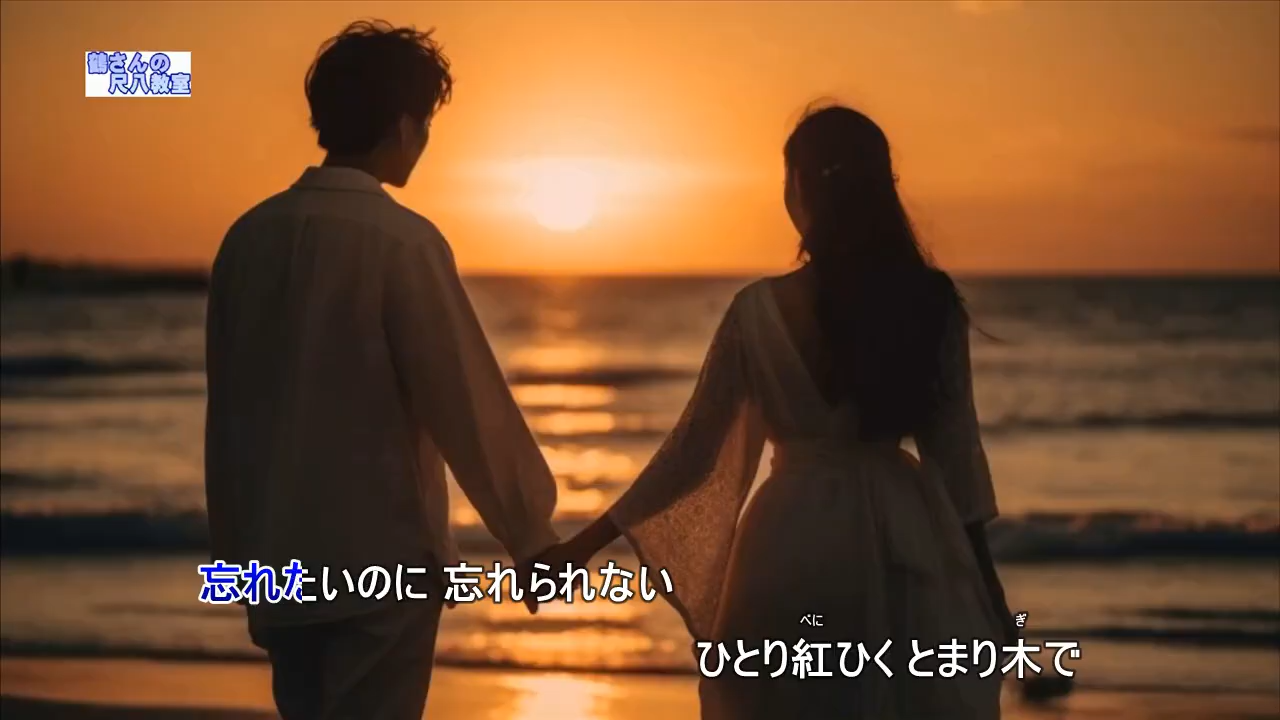 鶴さんの
尺八教室
忘れたいのに 忘れられない
べに ぎ
ひとり紅ひく とまり木で